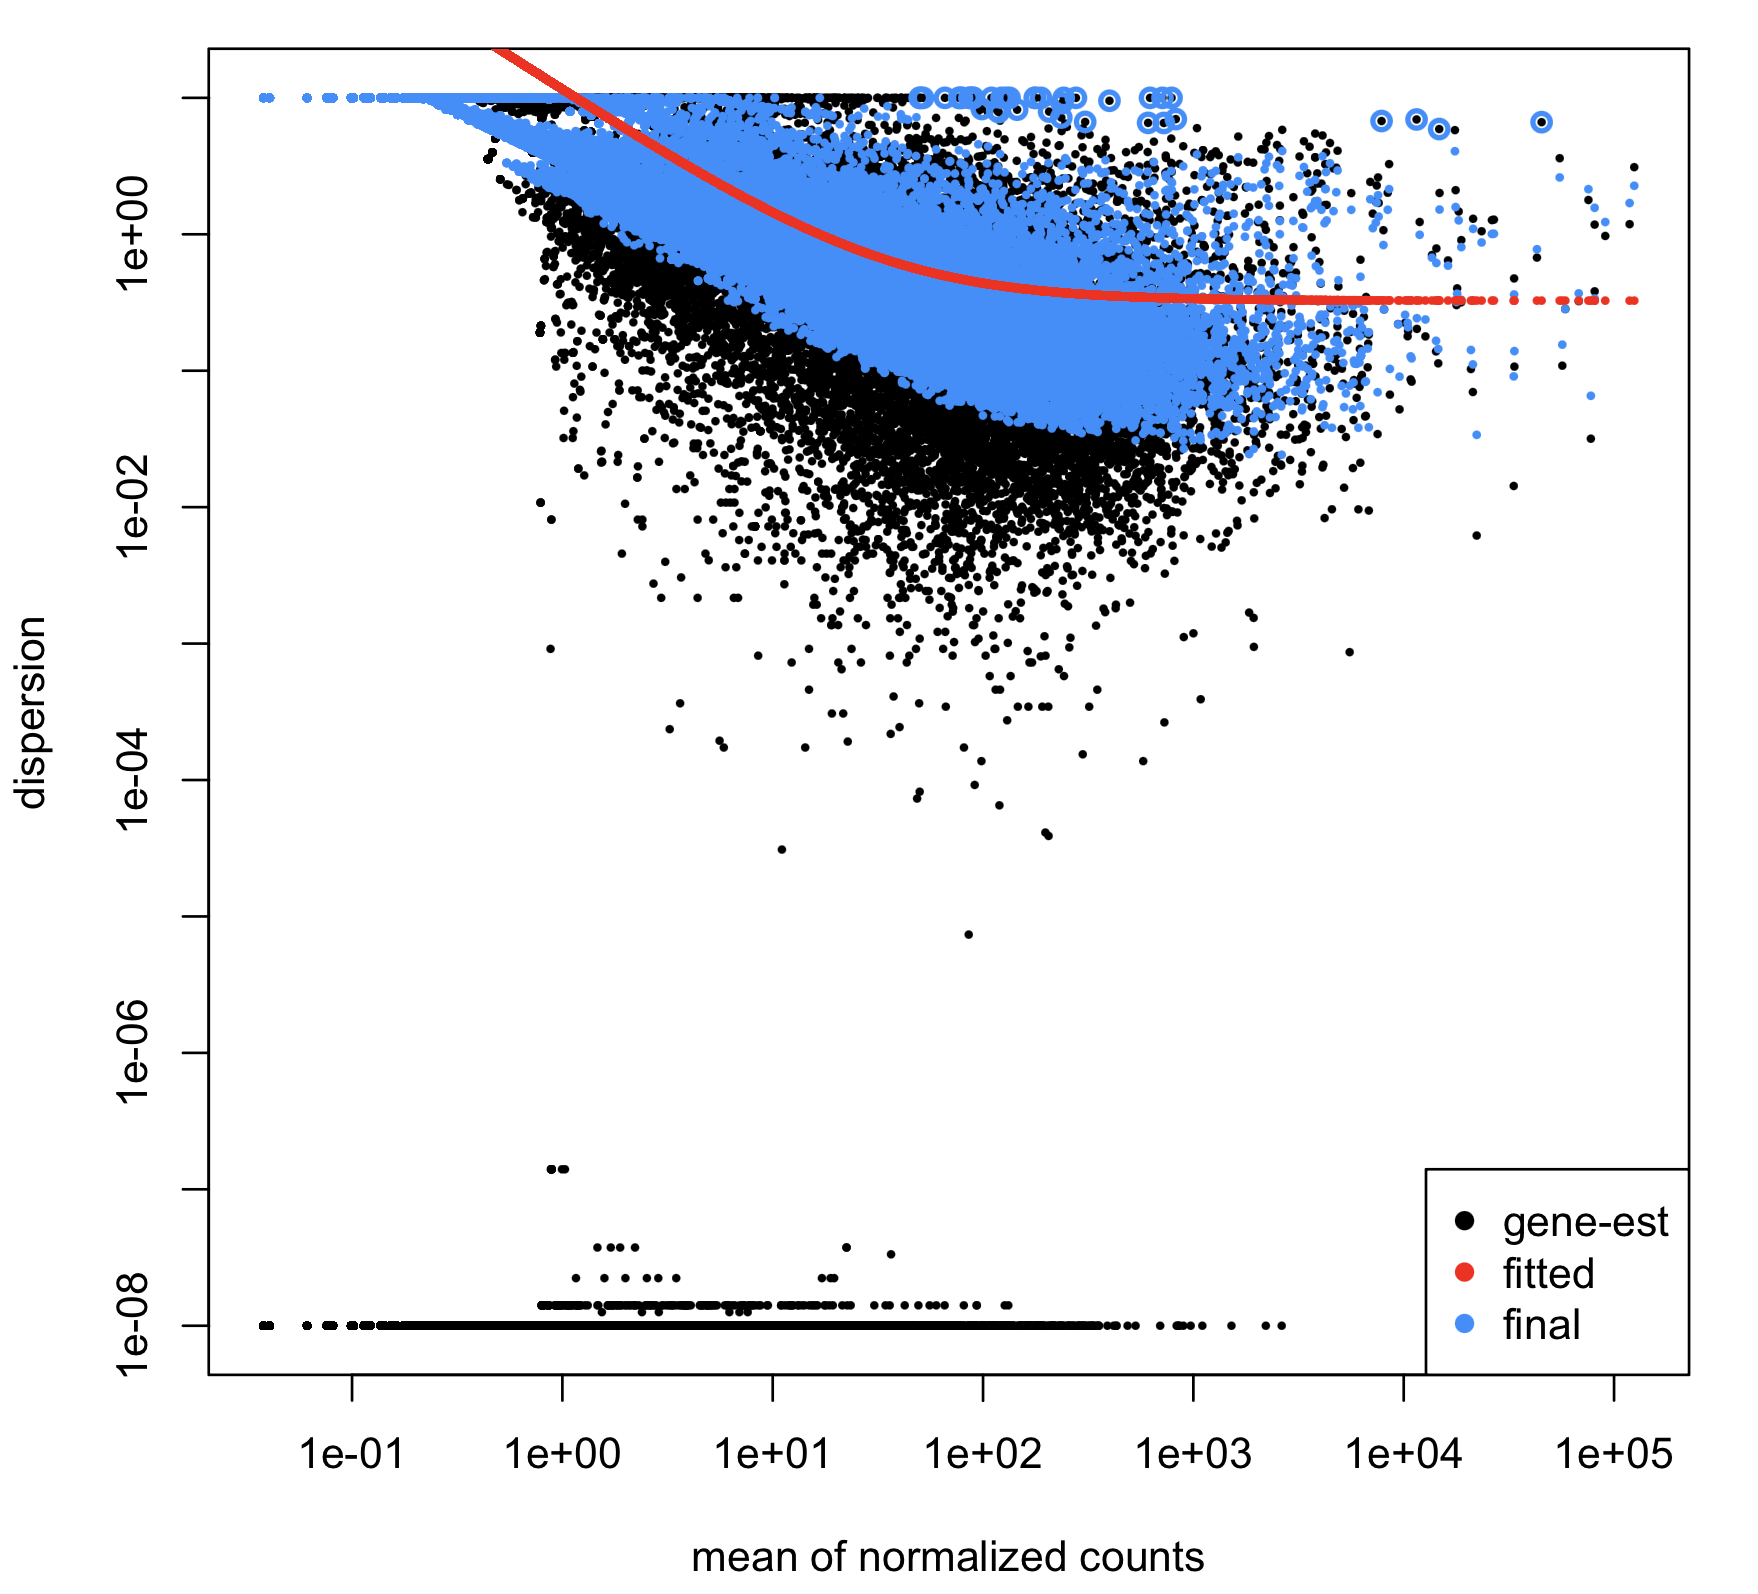 dispersion
1e+00
1e-02
1e-04
1e-06
1e-08
gene-est
fitted
final
1e-01 1e+00 1e+01 1e+02 1e+03 1e+04 1e+05
mean of normalized counts